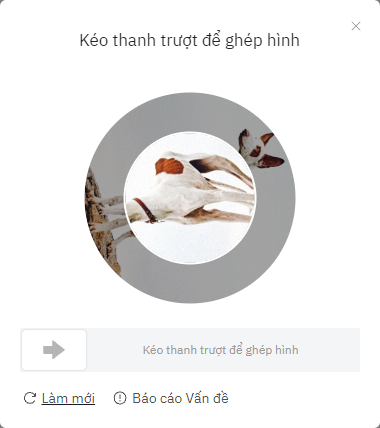 Kéo thanh trượt để ghép hình
Kéo thanh trượt để ghép hình
Làm mới Báo cáo Vấn đề